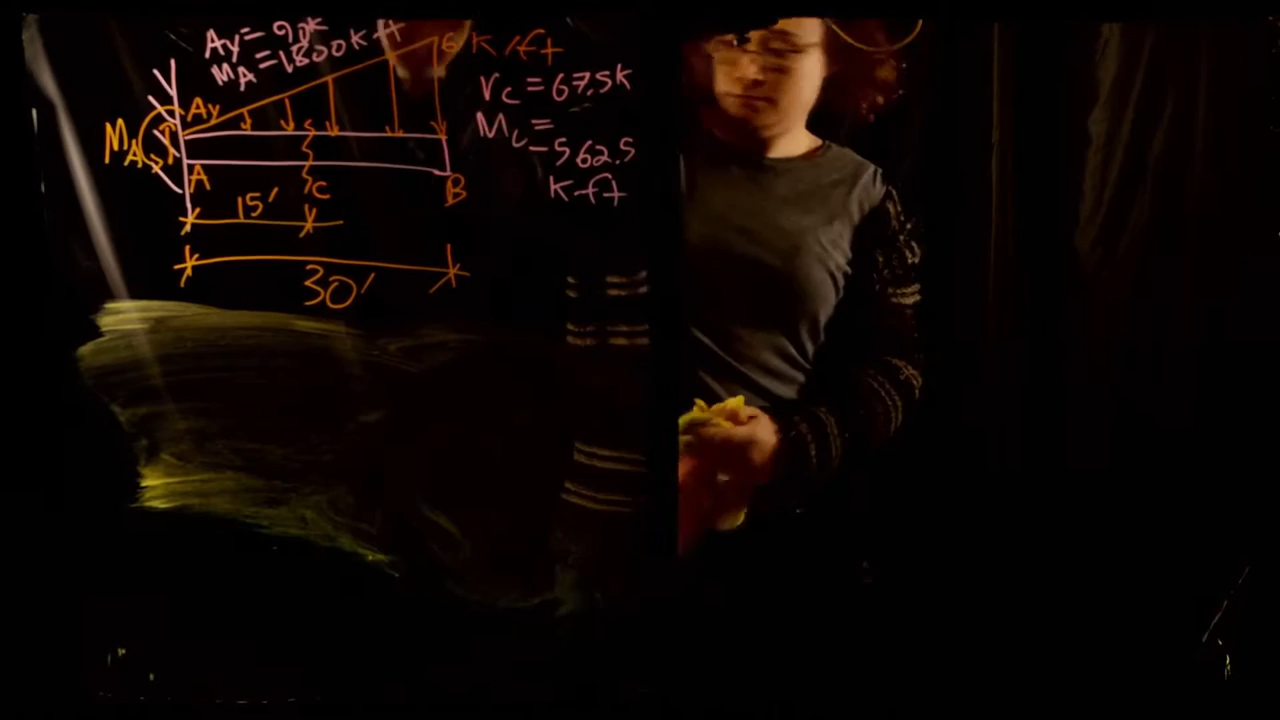 Ay=90k
MA=1800k-ft
6 k/ft
Vc=67.5k
Mc=
-562.5
k-ft
Ay
MA
A
C
B
15'
30'